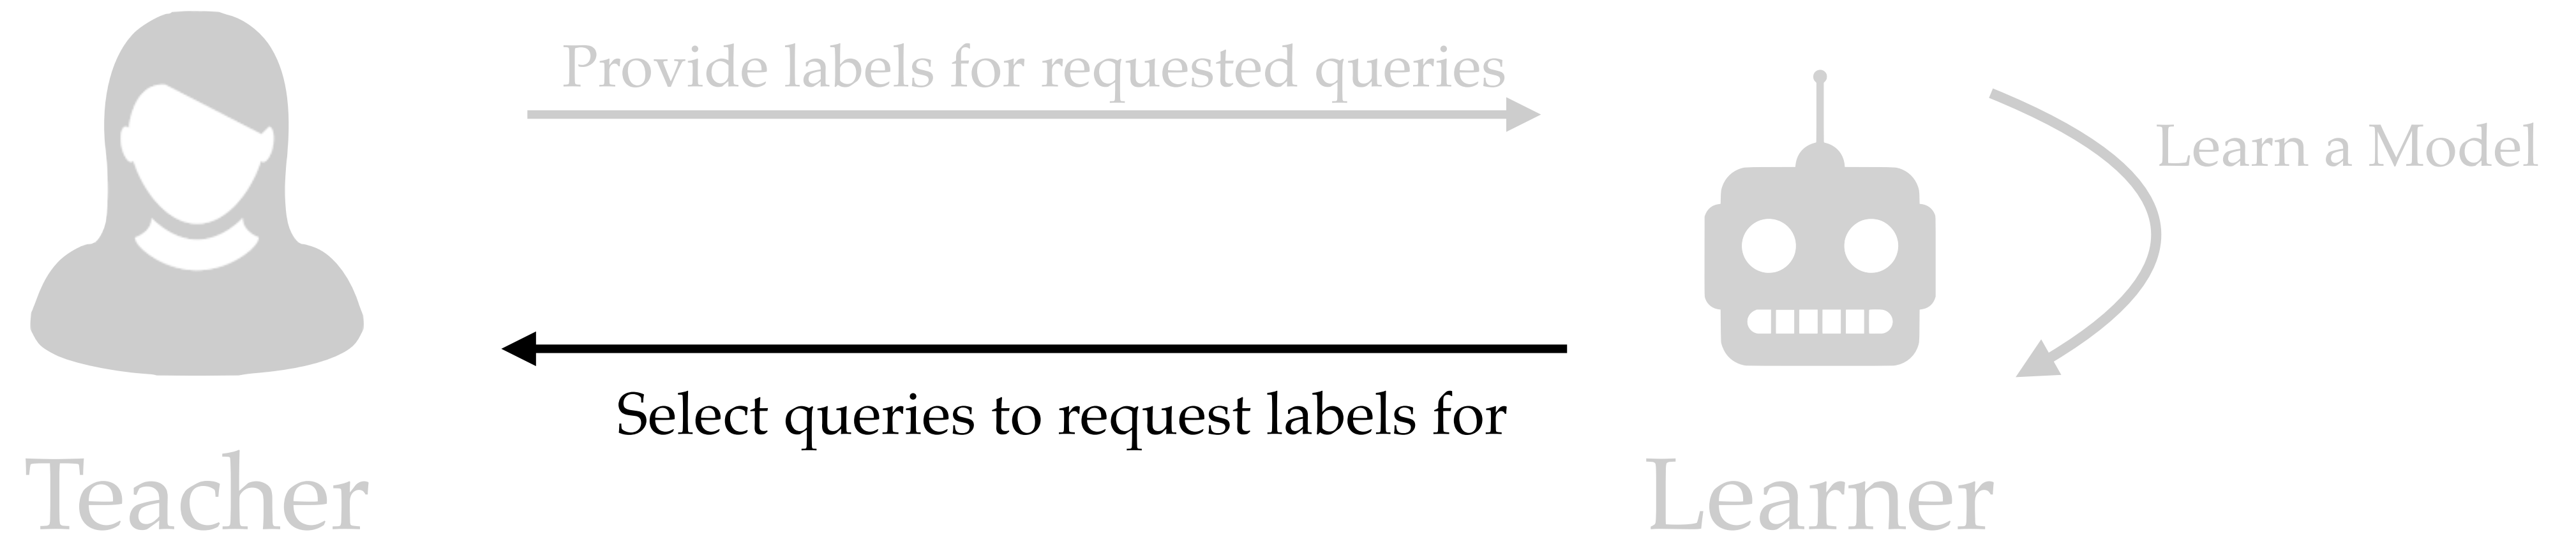 Provide labels for requested queries
Learn a Model
Select queries to request labels for
Teacher
Learner